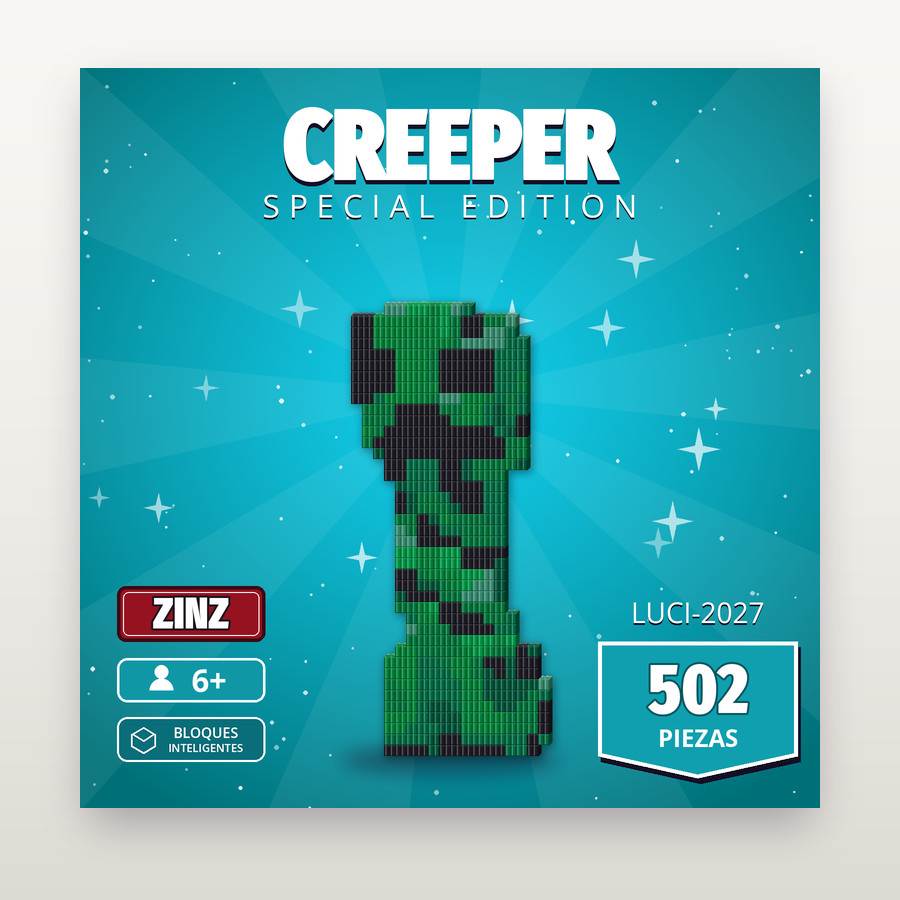 CREEPER
SPECIAL EDITION
ZINZ
6+
BLOQUES
INTELIGENTES
LUCI-2027
502
PIEZAS